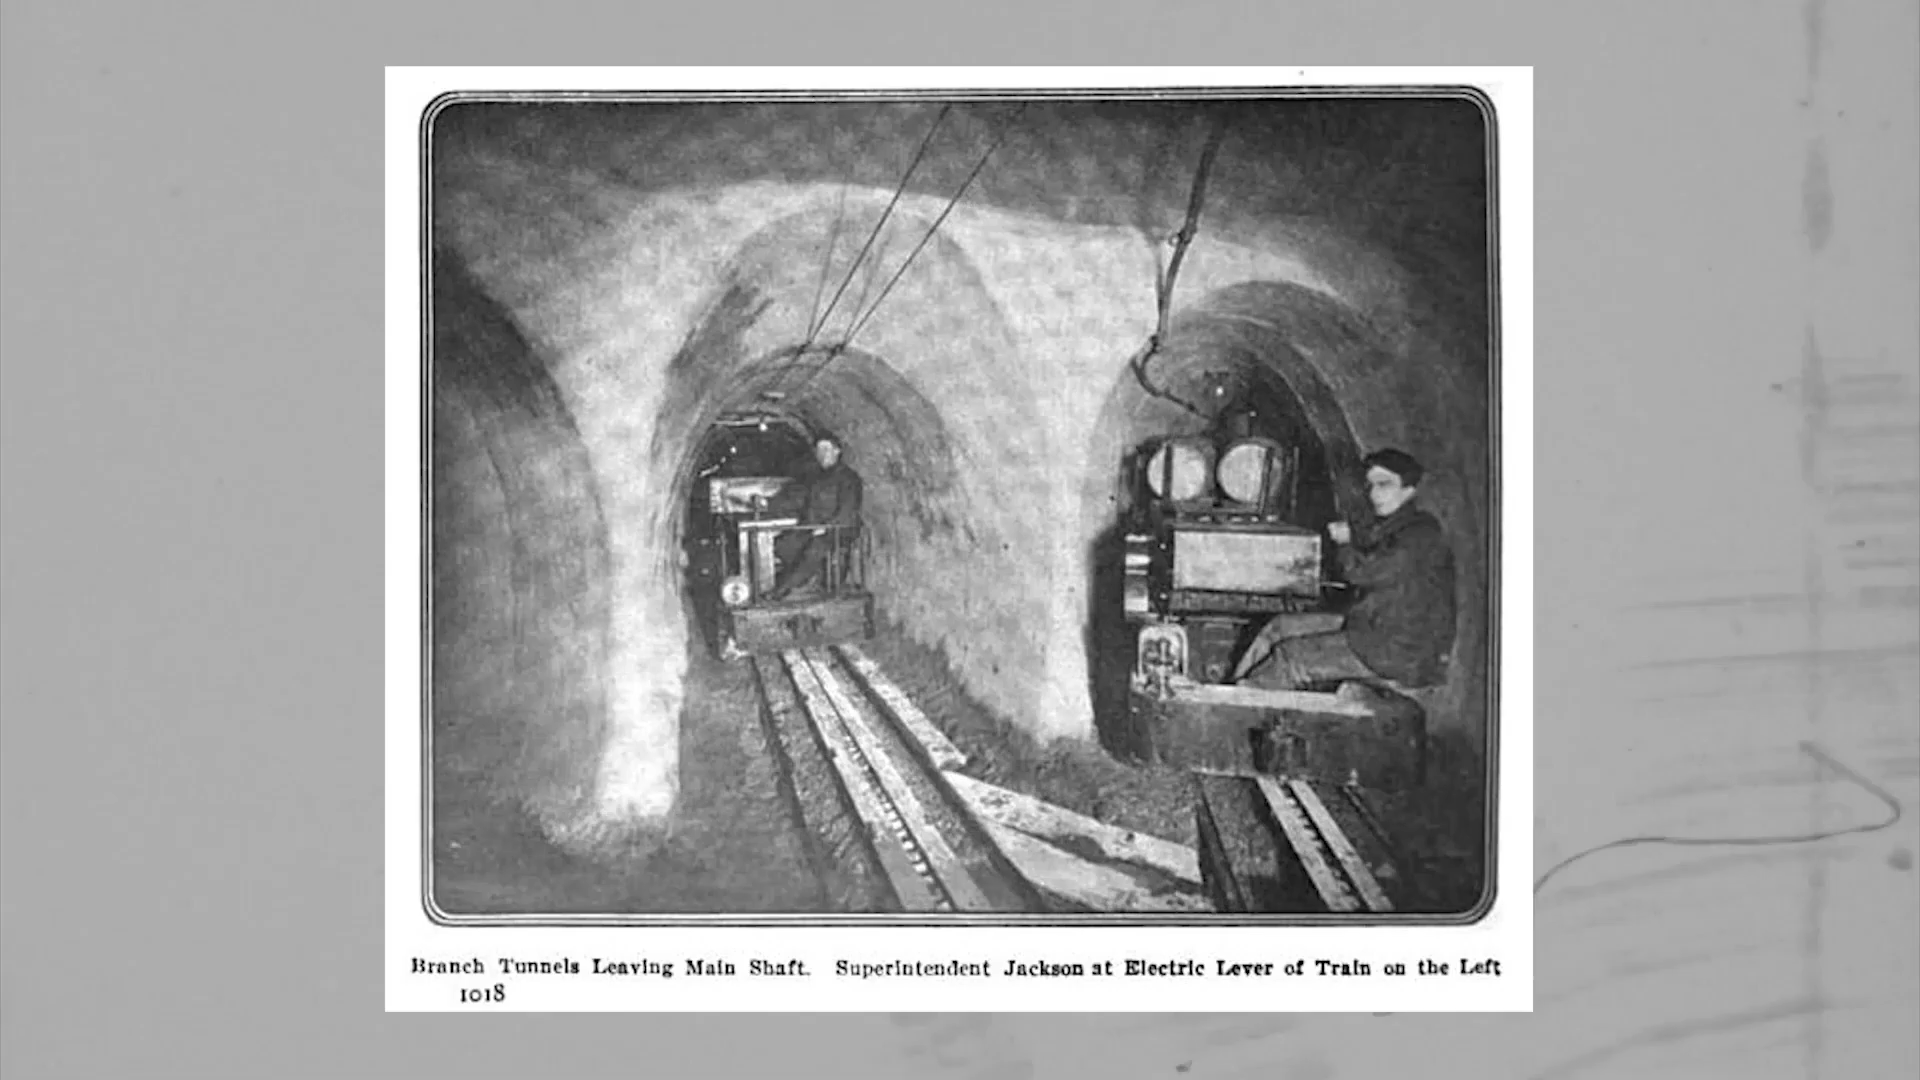 Branch Tunnels Leaving Main Shaft. Superintendent Jackson at Electric Lever of Train on the Left
1018